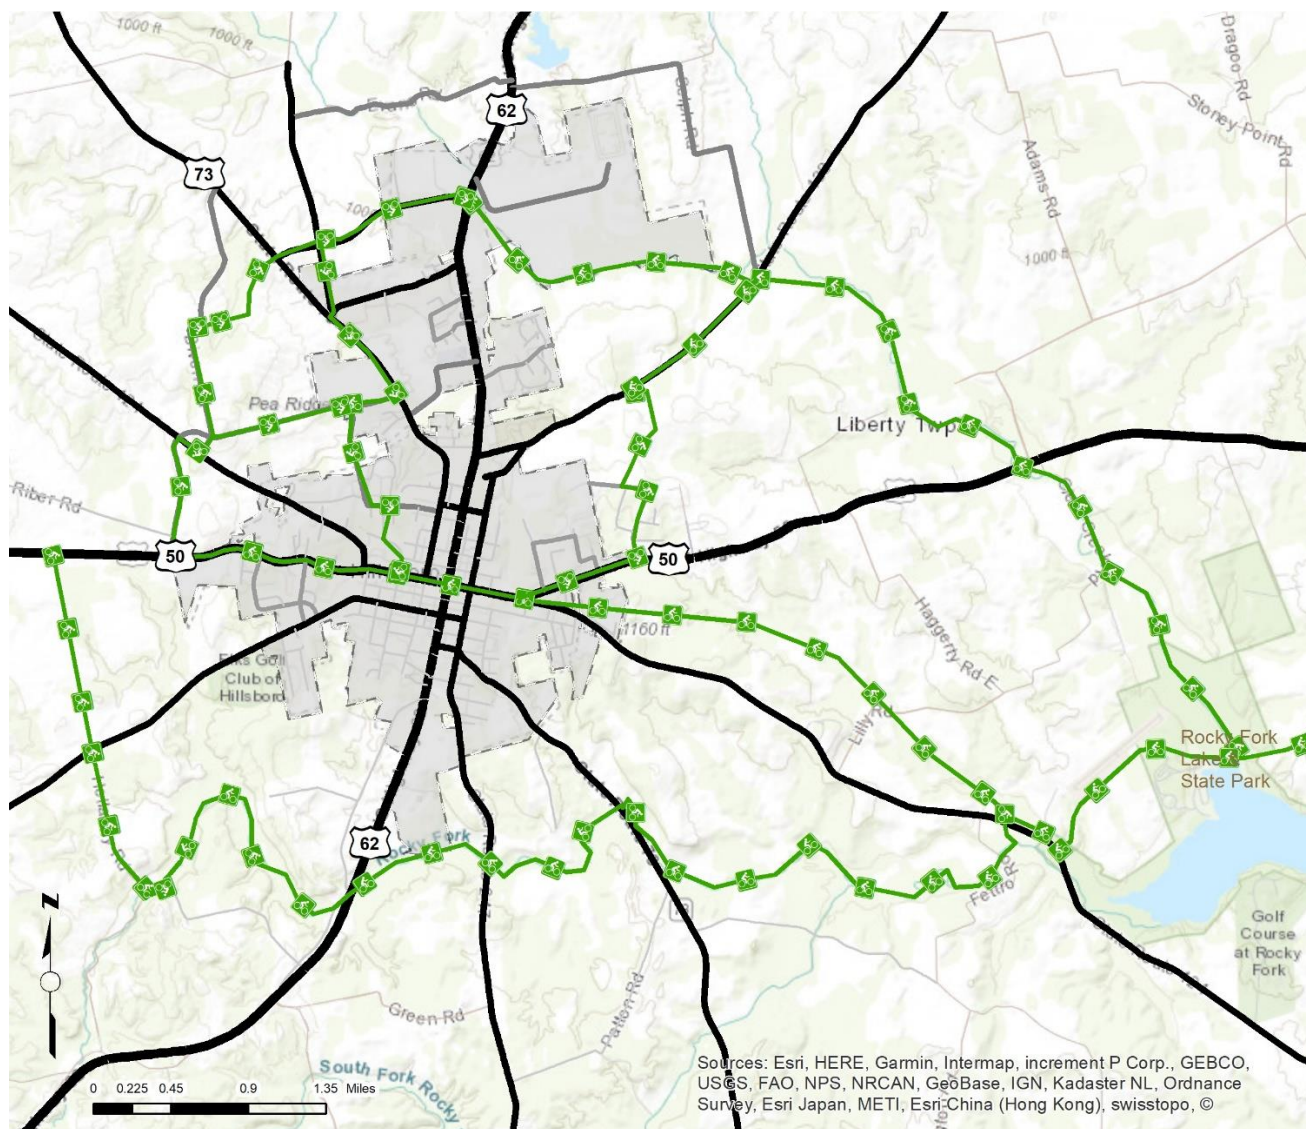 1000 ft
1000 ft
Dragoo Rd
Stoney Point Rd
62
Adams Rd
73
1000 ft
Pea Ridge
Liberty Twp
Riber Rd
50
50
1160 ft
Haggerty Rd E
Elks Golf
Club of
Hillsboro
Lilly Rd
Rocky Fork
Lake &
State Park
62
Rocky Fork
Fettro Rd
Golf
Course
at Rocky
Fork
N
Green Rd
Patton Rd
South Fork Rocky
0 0.225 0.45 0.9 1.35 Miles
Sources: Esri, HERE, Garmin, Intermap, increment P Corp., GEBCO,
USGS, FAO, NPS, NRCAN, GeoBase, IGN, Kadaster NL, Ordnance
Survey, Esri Japan, METI, Esri China (Hong Kong), swisstopo, ©